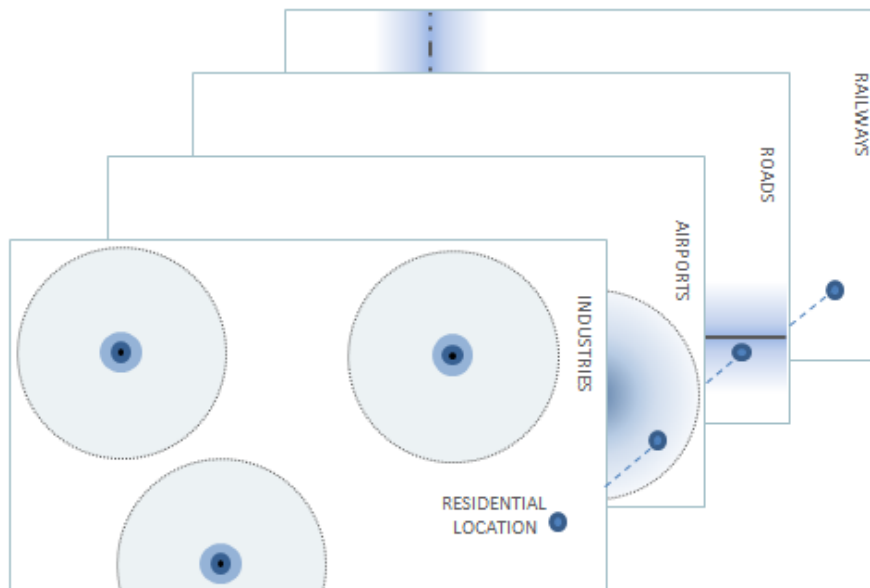 RAILWAYS
ROADS
AIRPORTS
INDUSTRIES
RESIDENTIAL
LOCATION